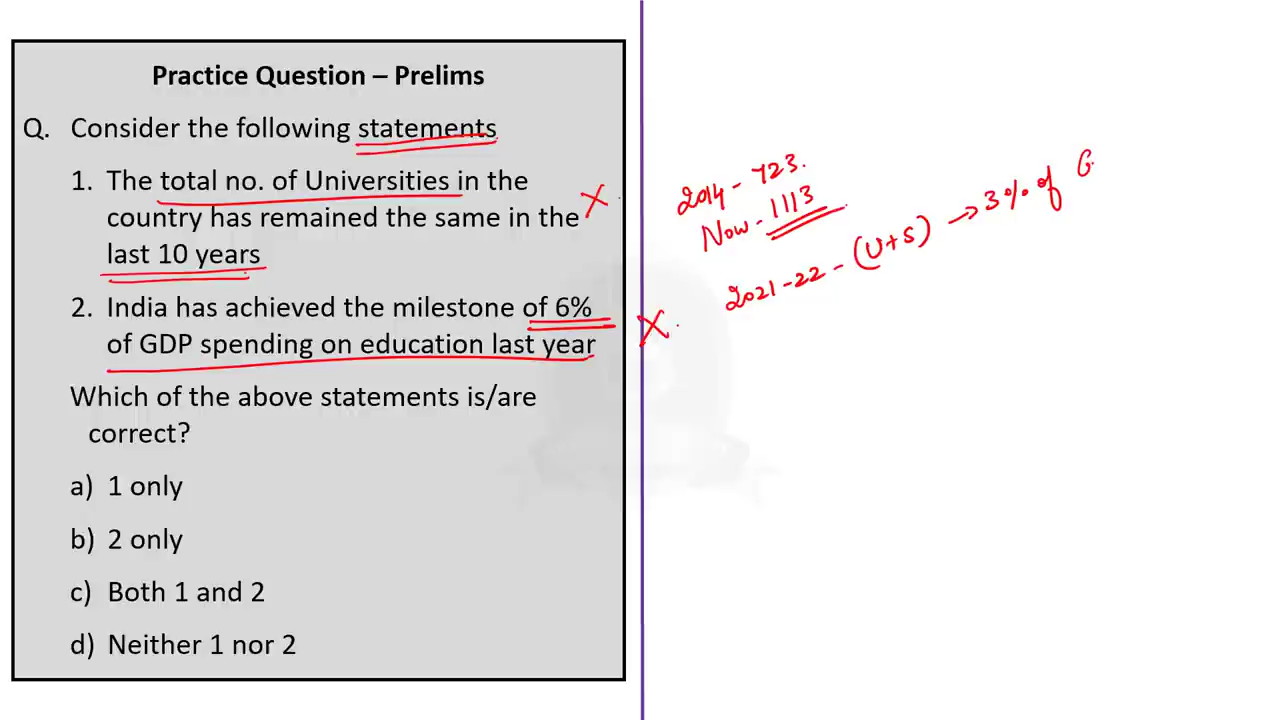 Practice Question – Prelims
Q. Consider the following statements
1. The total no. of Universities in the
country has remained the same in the
last 10 years
2. India has achieved the milestone of 6%
of GDP spending on education last year
Which of the above statements is/are
correct?
a) 1 only
b) 2 only
c) Both 1 and 2
d) Neither 1 nor 2
2014 - 723.
Now - 1113
2021-22 - (U+S) → 3% of G